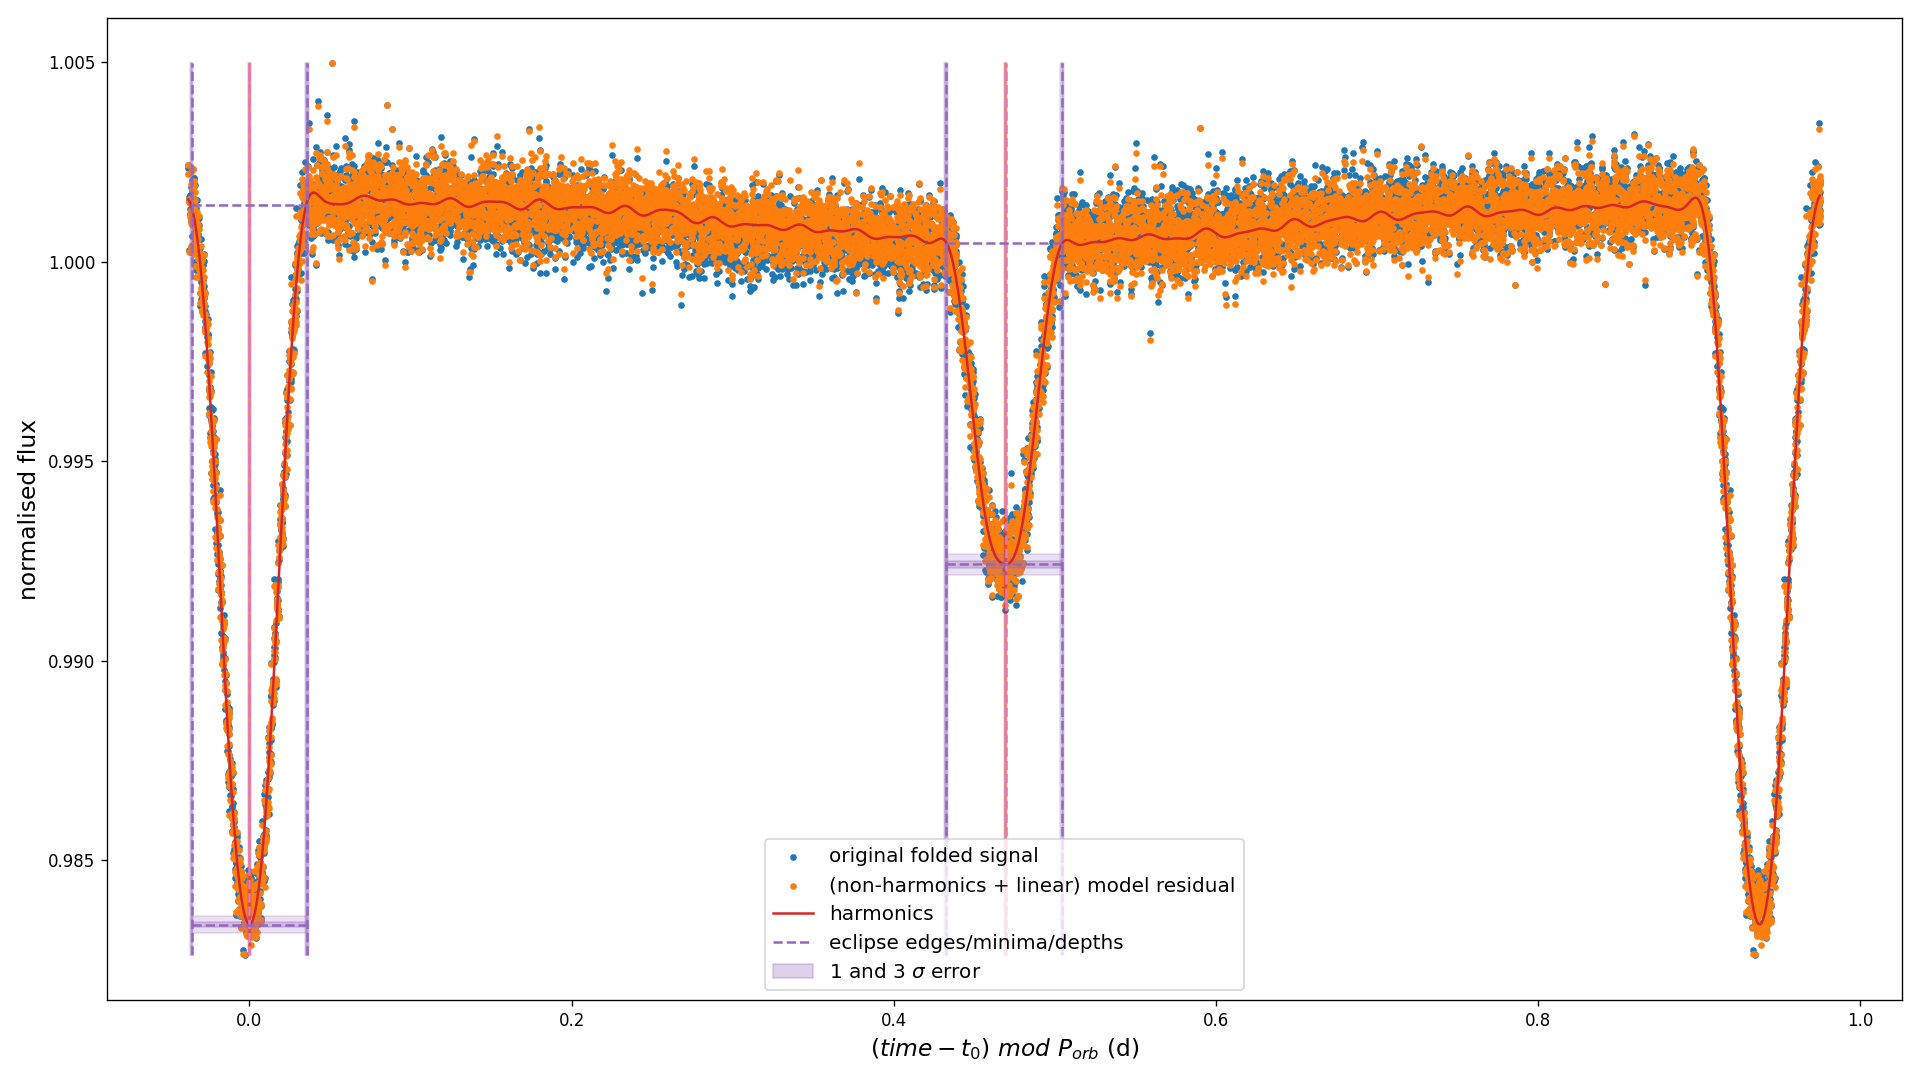 1.005
1.000
0.995
0.990
0.985
normalised flux
original folded signal
(non-harmonics + linear) model residual
harmonics
eclipse edges/minima/depths
1 and 3 σ error
0.0 0.2 0.4 0.6 0.8 1.0
(time − t₀) mod Pₒᵣᵦ (d)